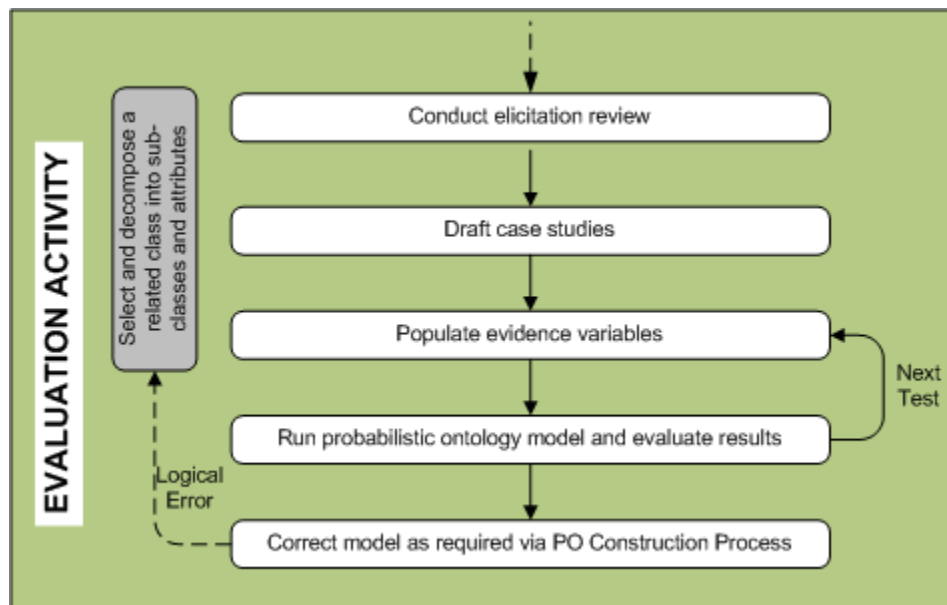 EVALUATION ACTIVITY
Select and decompose a
related class into sub-
classes and attributes
Conduct elicitation review
Draft case studies
Populate evidence variables
Next
Test
Run probabilistic ontology model and evaluate results
Logical
Error
Correct model as required via PO Construction Process